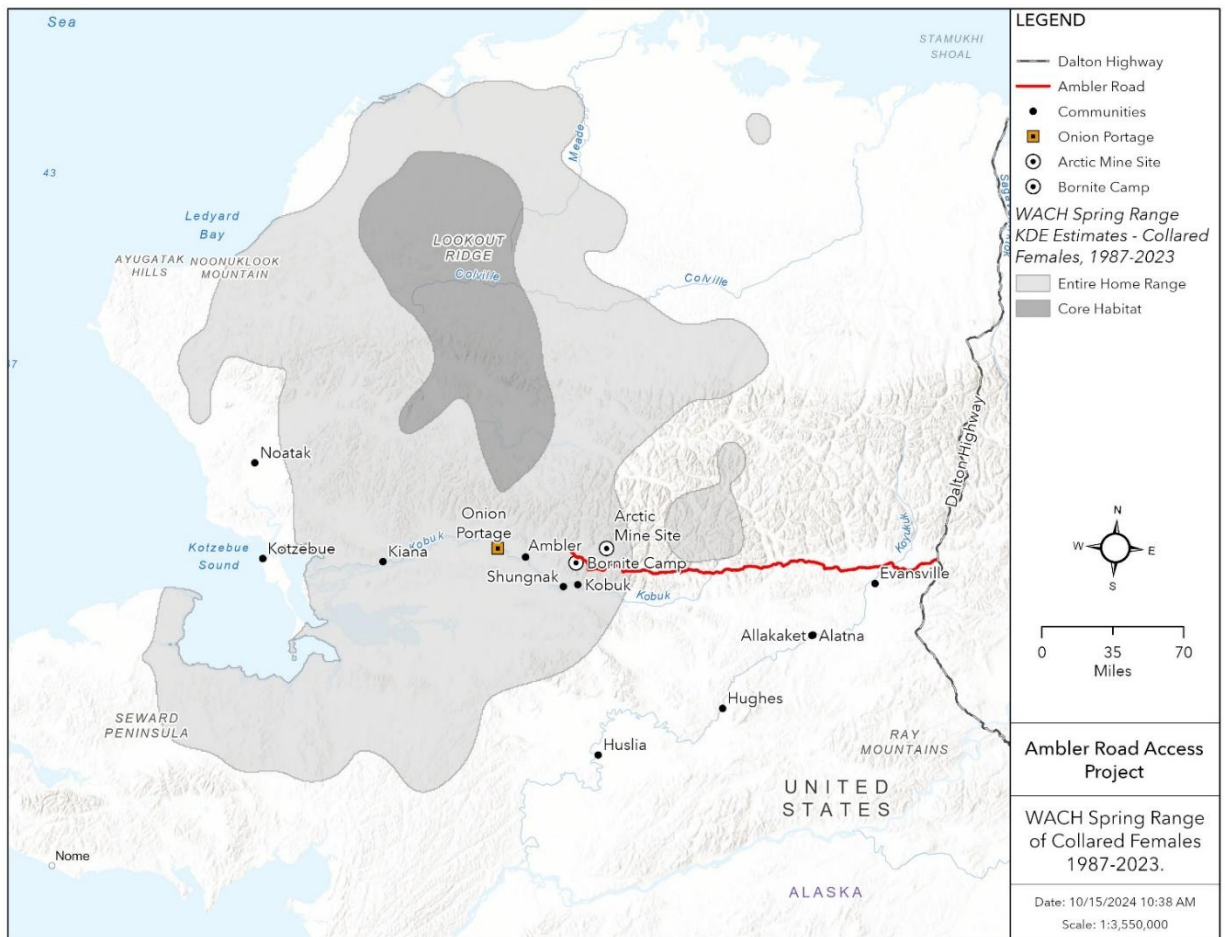 Sea
STAMUKHI
SHOAL
Meade
43
Ledyard
Bay
AYUGATAK
HILLS
NOONUKLOOK
MOUNTAIN
LOOKOUT
RIDGE
Colville
Colville
Dalton Highway
Noatak
Onion
Portage
Arctic
Mine Site
Kobuk
Ambler
Koyukuk
Kotzebue
Sound
Kotzebue
Kiana
Bornite Camp
Shungnak
Kobuk
Kobuk
Evansville
Allakaket
Alatna
Hughes
SEWARD
PENINSULA
Huslia
RAY
MOUNTAINS
UNITED
STATES
Nome
ALASKA
LEGEND
Dalton Highway
Ambler Road
Communities
Onion Portage
Arctic Mine Site
Bornite Camp
WACH Spring Range
KDE Estimates - Collared
Females, 1987-2023
Entire Home Range
Core Habitat
N
W
E
S
0
35
70
Miles
Ambler Road Access
Project
WACH Spring Range
of Collared Females
1987-2023.
Date: 10/15/2024 10:38 AM
Scale: 1:3,550,000